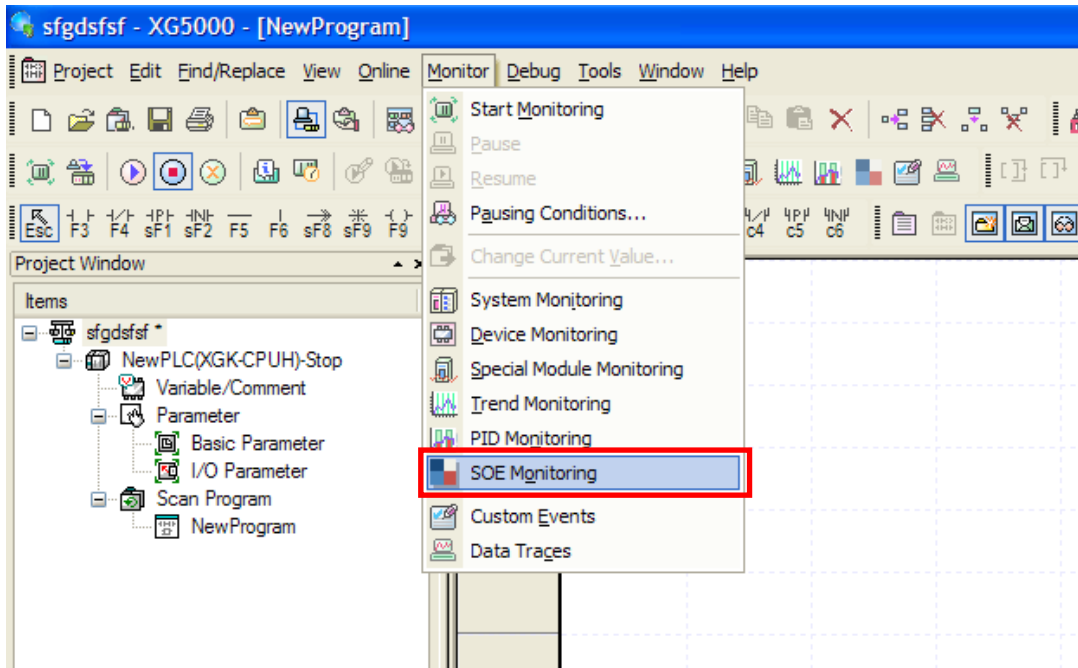 sfgdsfsf - XG5000 - [NewProgram]
Project Edit Find/Replace View Online Monitor Debug Tools Window Help
Start Monitoring
Pause
Resume
Pausing Conditions...
Change Current Value...
System Monitoring
Device Monitoring
Special Module Monitoring
Trend Monitoring
PID Monitoring
SOE Monitoring
Custom Events
Data Traces
Esc F3 F4 sF1 sF2 F5 F6 sF8 sF9 F9 c4 c5 c6
Project Window
Items
sfgdsfsf *
NewPLC(XGK-CPUH)-Stop
Variable/Comment
Parameter
Basic Parameter
I/O Parameter
Scan Program
NewProgram